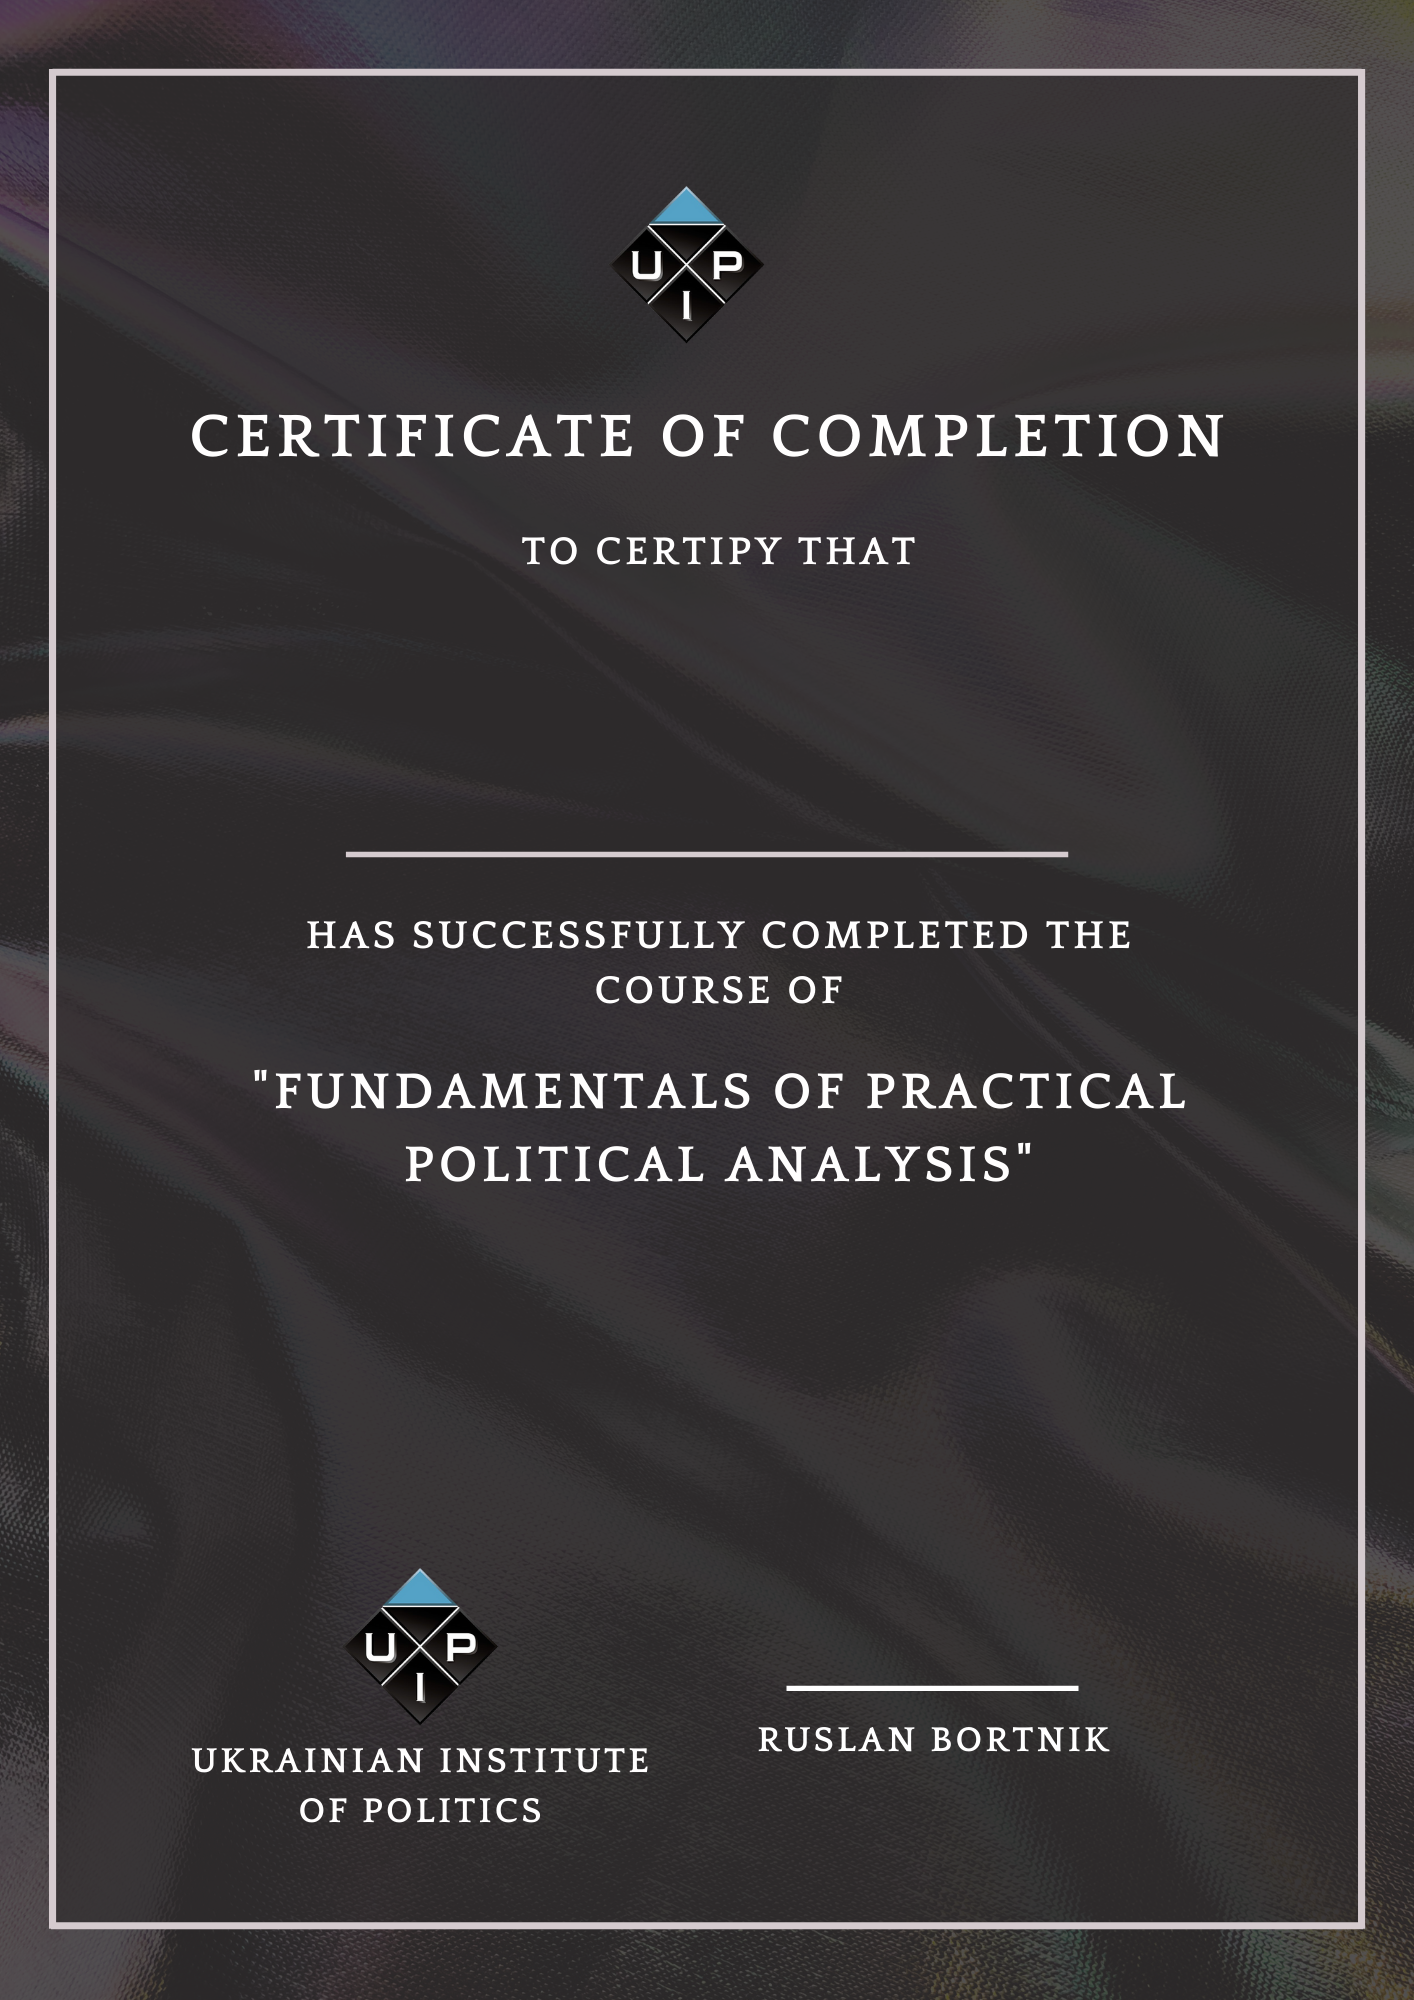 U P
I
CERTIFICATE OF COMPLETION
TO CERTIPY THAT
HAS SUCCESSFULLY COMPLETED THE
COURSE OF
"FUNDAMENTALS OF PRACTICAL
POLITICAL ANALYSIS"
U P
I
UKRAINIAN INSTITUTE
OF POLITICS
RUSLAN BORTNIK